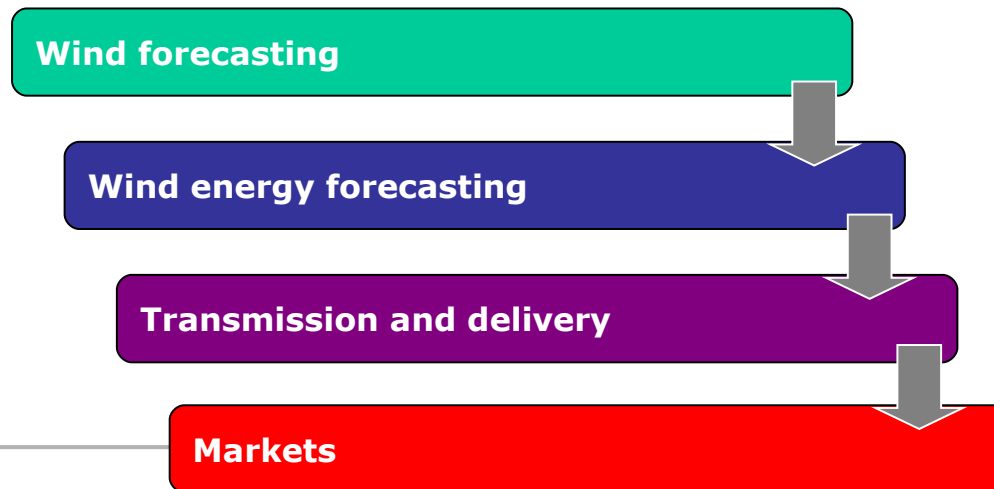 Wind forecasting
Wind energy forecasting
Transmission and delivery
Markets